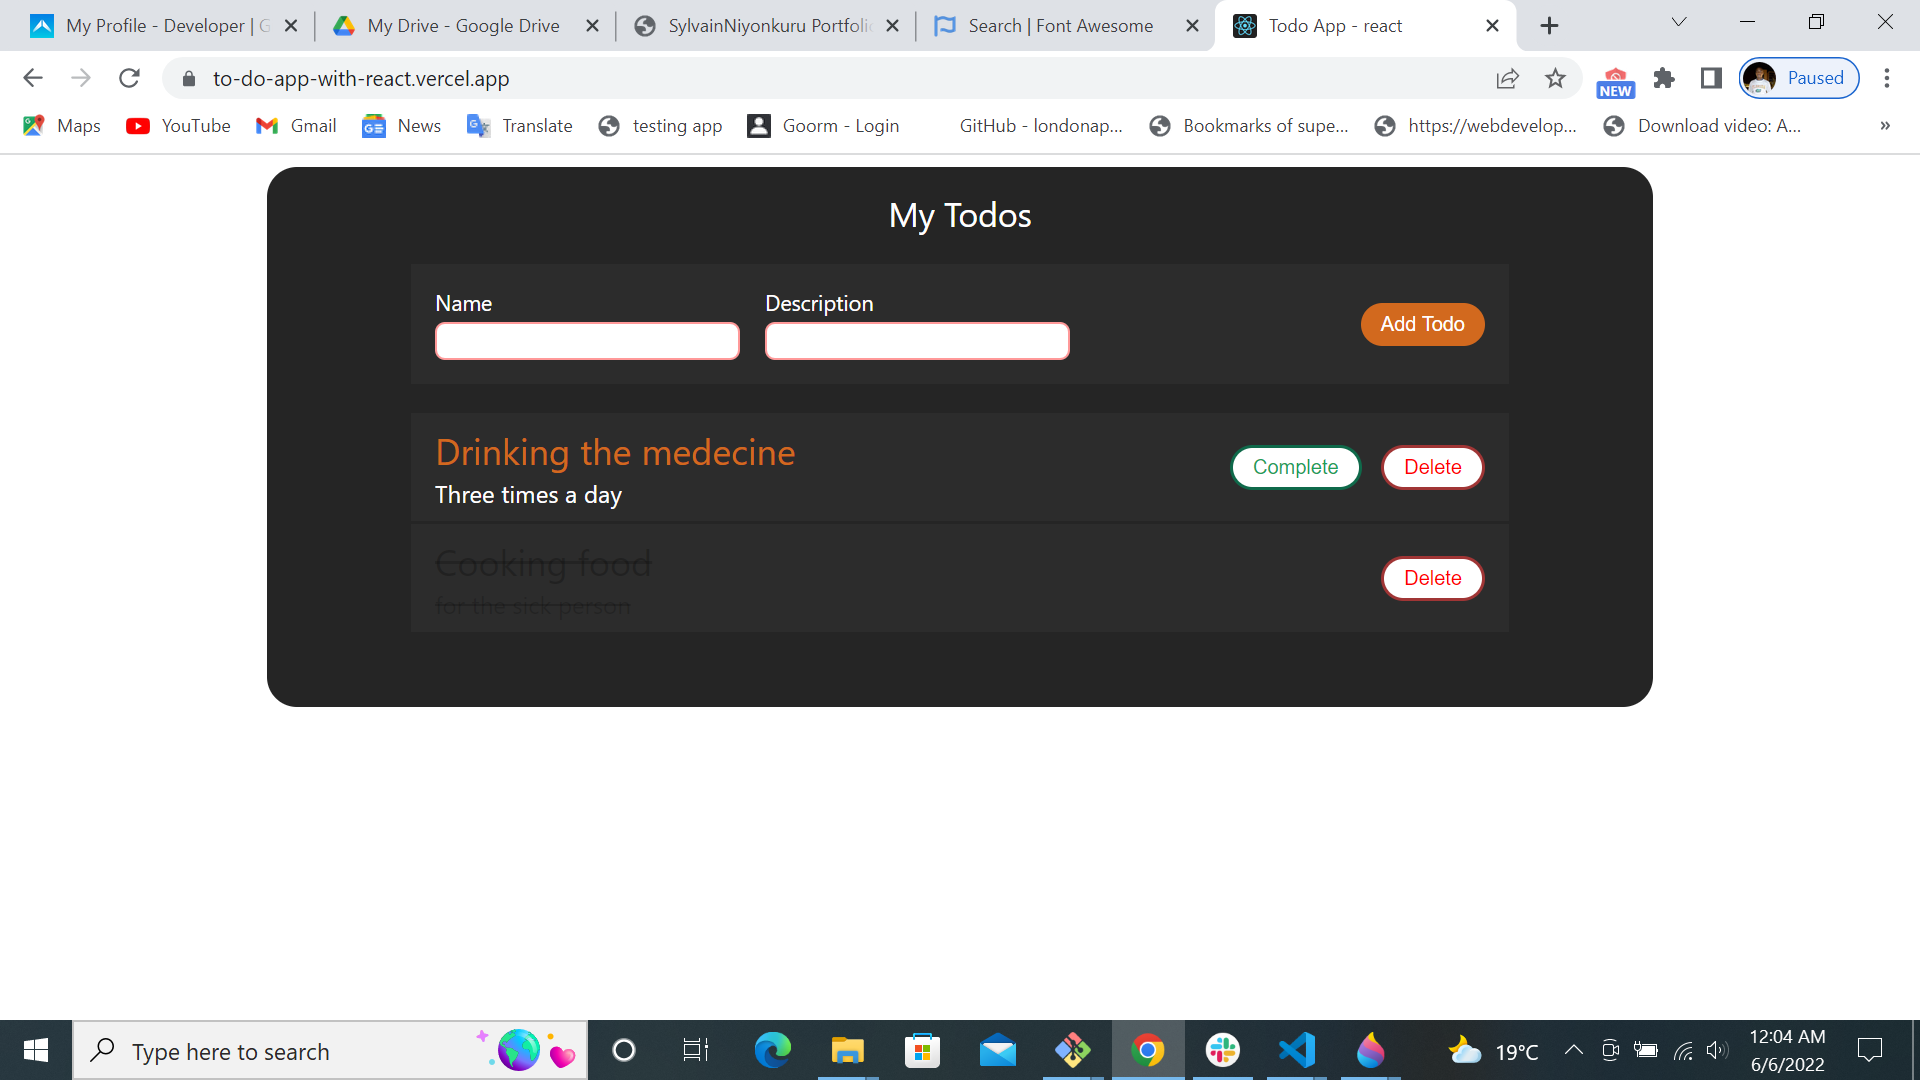 My Profile - Developer | G
My Drive - Google Drive
SylvainNiyonkuru Portfolio
Search | Font Awesome
Todo App - react
to-do-app-with-react.vercel.app
NEW
Paused
Maps
YouTube
Gmail
News
Translate
testing app
Goorm - Login
GitHub - londonap...
Bookmarks of supe...
https://webdevelop...
Download video: A...
»
My Todos
Name
Description
Add Todo
Drinking the medecine
Three times a day
Complete
Delete
Cooking food
for the sick person
Delete
Type here to search
19°C
12:04 AM
6/6/2022